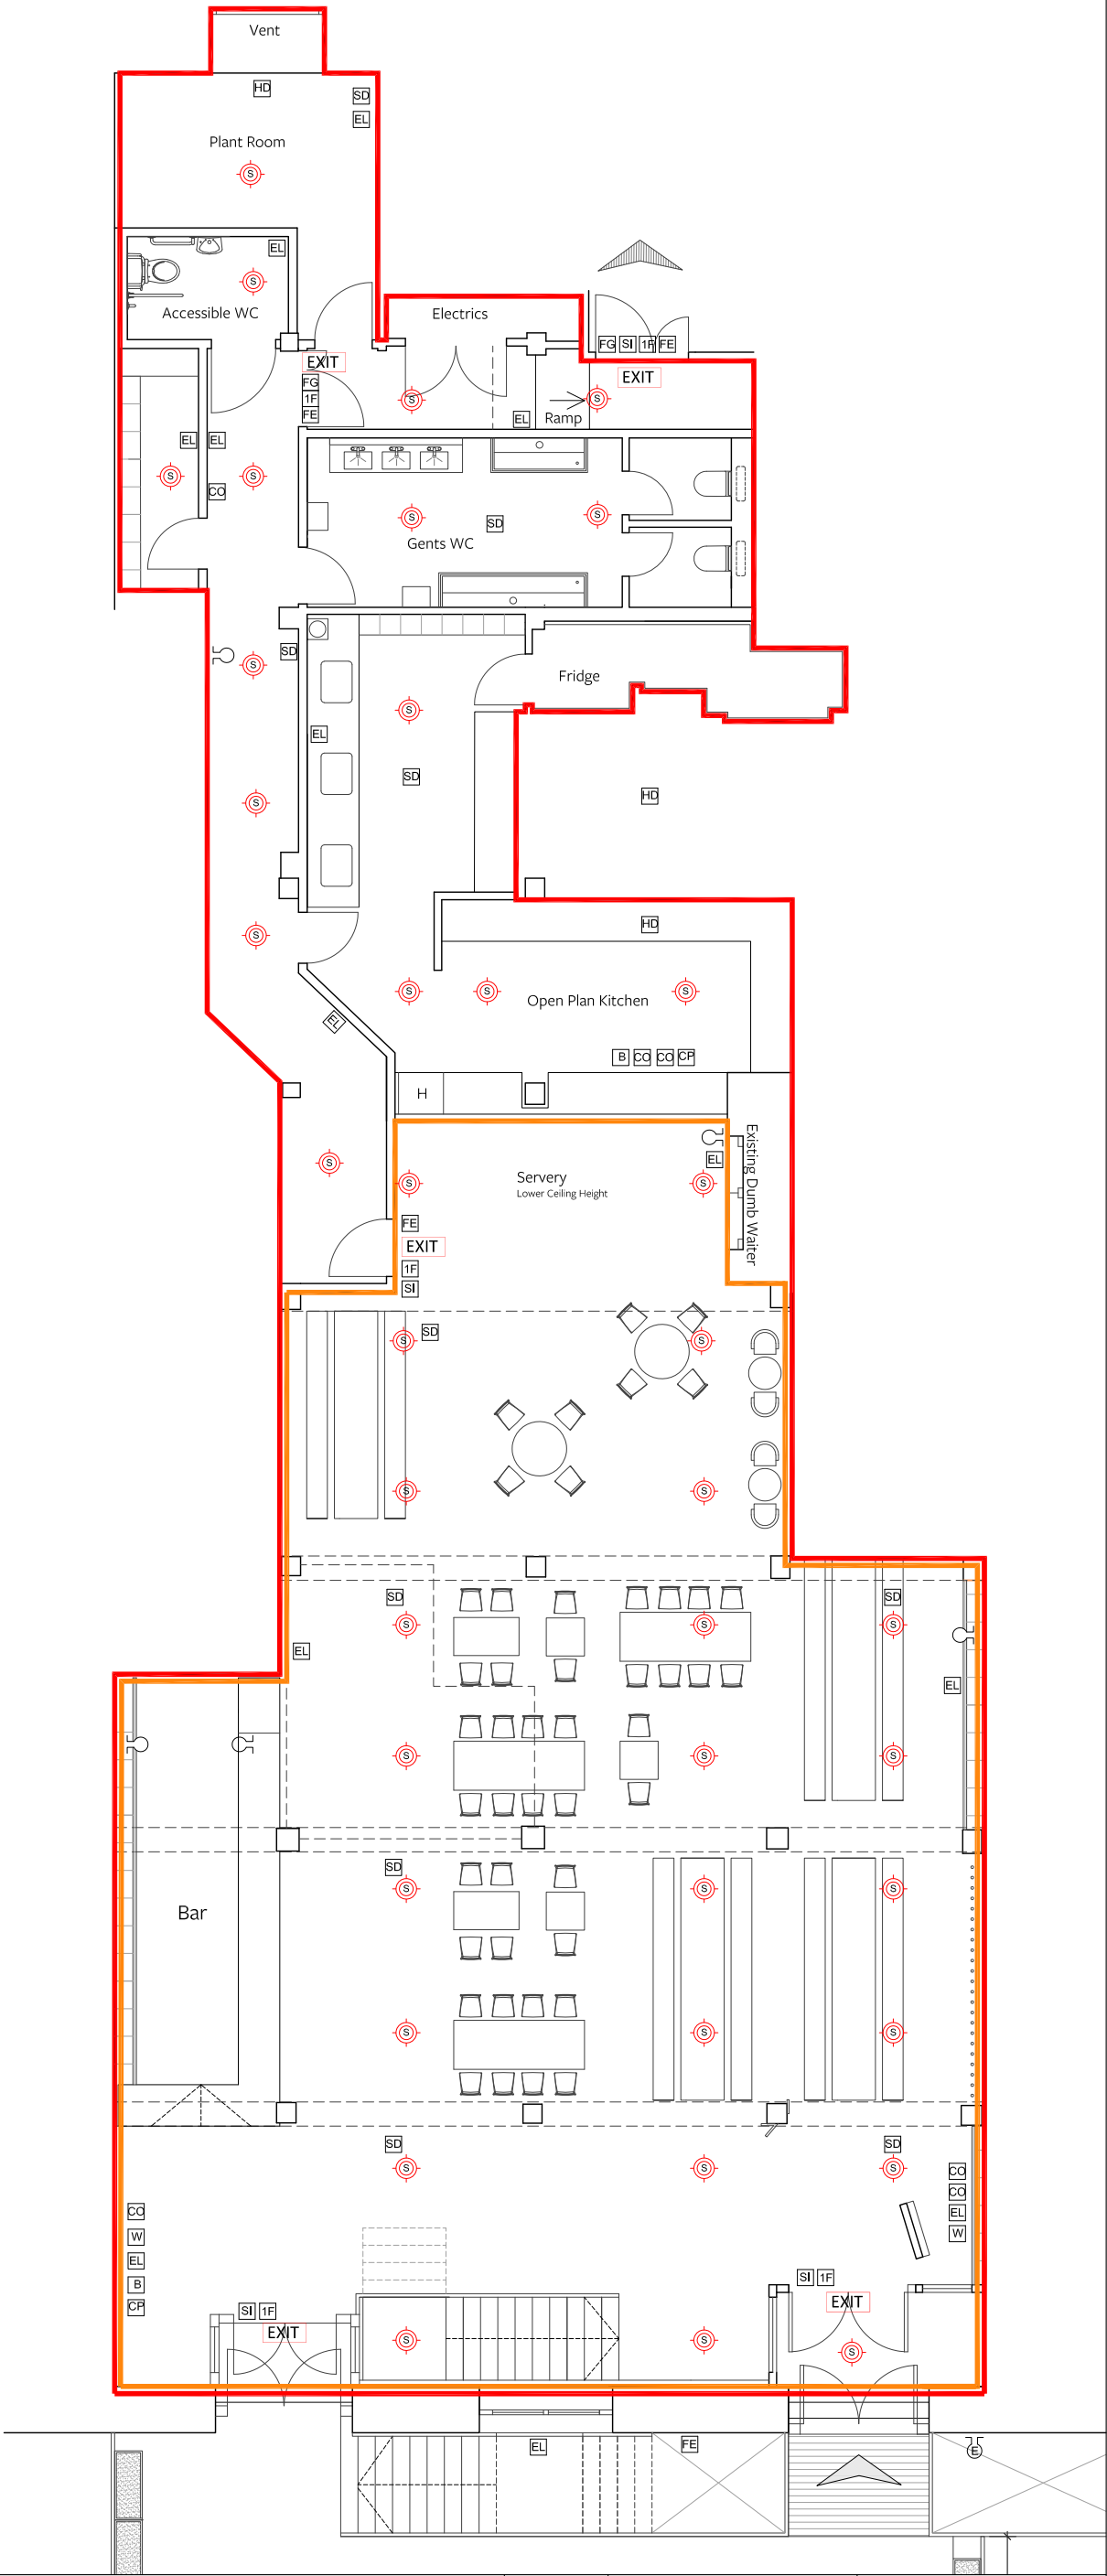 Vent
HD
SD
EL
Plant Room
S
EL
S
Accessible WC
Electrics
FG SI 1F FE
EXIT
EXIT
FG
1F
FE
S
S
EL
Ramp
EL
EL
S
S
CO
S
SD
S
Gents WC
SD
S
Fridge
S
EL
SD
HD
S
S
HD
S
S
S
Open Plan Kitchen
EL
B CO CO CP
H
Existing Dumb Waiter
EL
S
Servery
Lower Ceiling Height
S
S
FE
EXIT
1F
SI
SD
S
S
S
S
SD
SD
S
S
S
EL
EL
S
S
S
SD
S
S
S
Bar
S
S
S
SD
SD
S
S
S
CO
CO
EL
W
CO
W
EL
B
CP
SI 1F
EXIT
SI 1F
EXIT
S
S
S
EL
FE
E